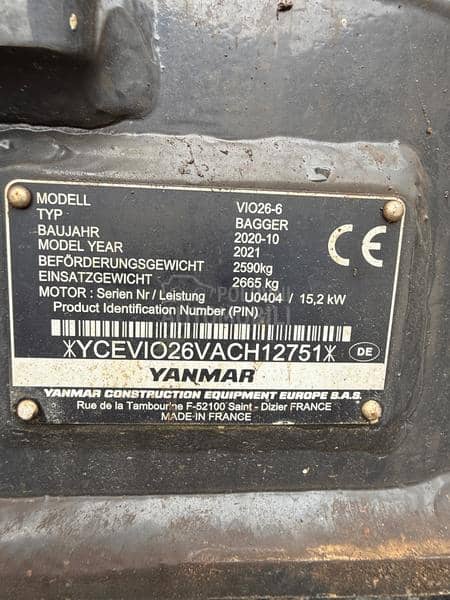 MODELL VIO26-6
TYP BAGGER
BAUJAHR 2020-10
MODEL YEAR 2021
BEFÖRDERUNGSGEWICHT 2590kg
EINSATZGEWICHT 2665 kg
MOTOR : Serien Nr / Leistung U0404 / 15,2 kW
Product Identification Number (PIN)
CE
*YCEVIO26VACH12751*
DE
YANMAR
YANMAR CONSTRUCTION EQUIPMENT EUROPE S.A.S.
Rue de la Tambourine F-52100 Saint - Dizier FRANCE
MADE IN FRANCE